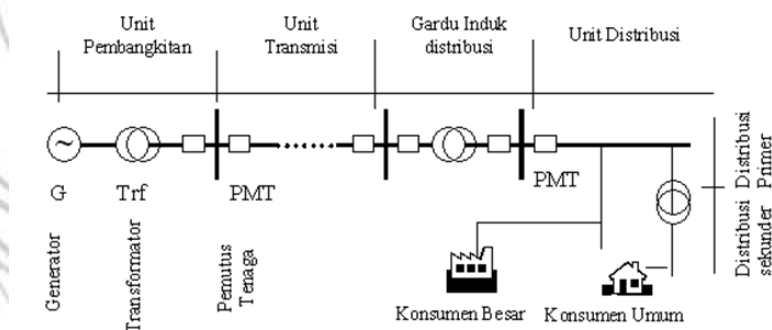 Unit
Pembangkitan
Unit
Transmisi
Gardu Induk
distribusi
Unit Distribusi
~
G
Trf
PMT
PMT
Generator
Transformator
Pemutus
Tenaga
Konsumen Besar
Konsumen Umum
Distribusi Primer
Distribusi sekunder